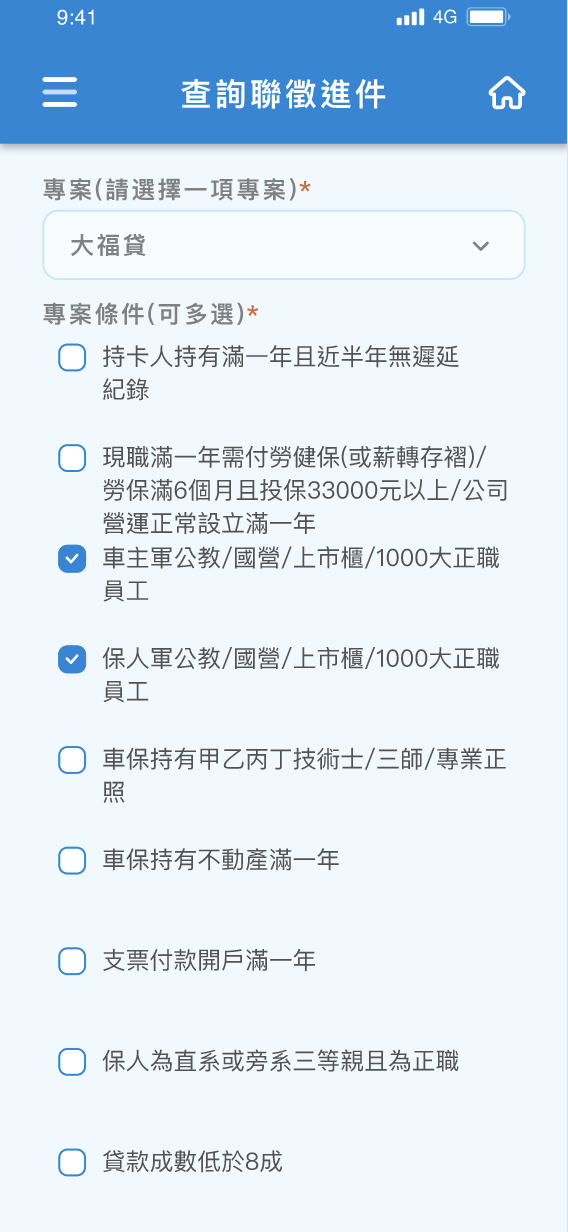 9:41
4G
查詢聯徵進件
專案(請選擇一項專案)*
大福貸
專案條件(可多選)*
持卡人持有滿一年且近半年無遲延
紀錄
現職滿一年需付勞健保(或薪轉存褶)/
勞保滿6個月且投保33000元以上/公司
營運正常設立滿一年
車主軍公教/國營/上市櫃/1000大正職
員工
保人軍公教/國營/上市櫃/1000大正職
員工
車保持有甲乙丙丁技術士/三師/專業正
照
車保持有不動產滿一年
支票付款開戶滿一年
保人為直系或旁系三等親且為正職
貸款成數低於8成